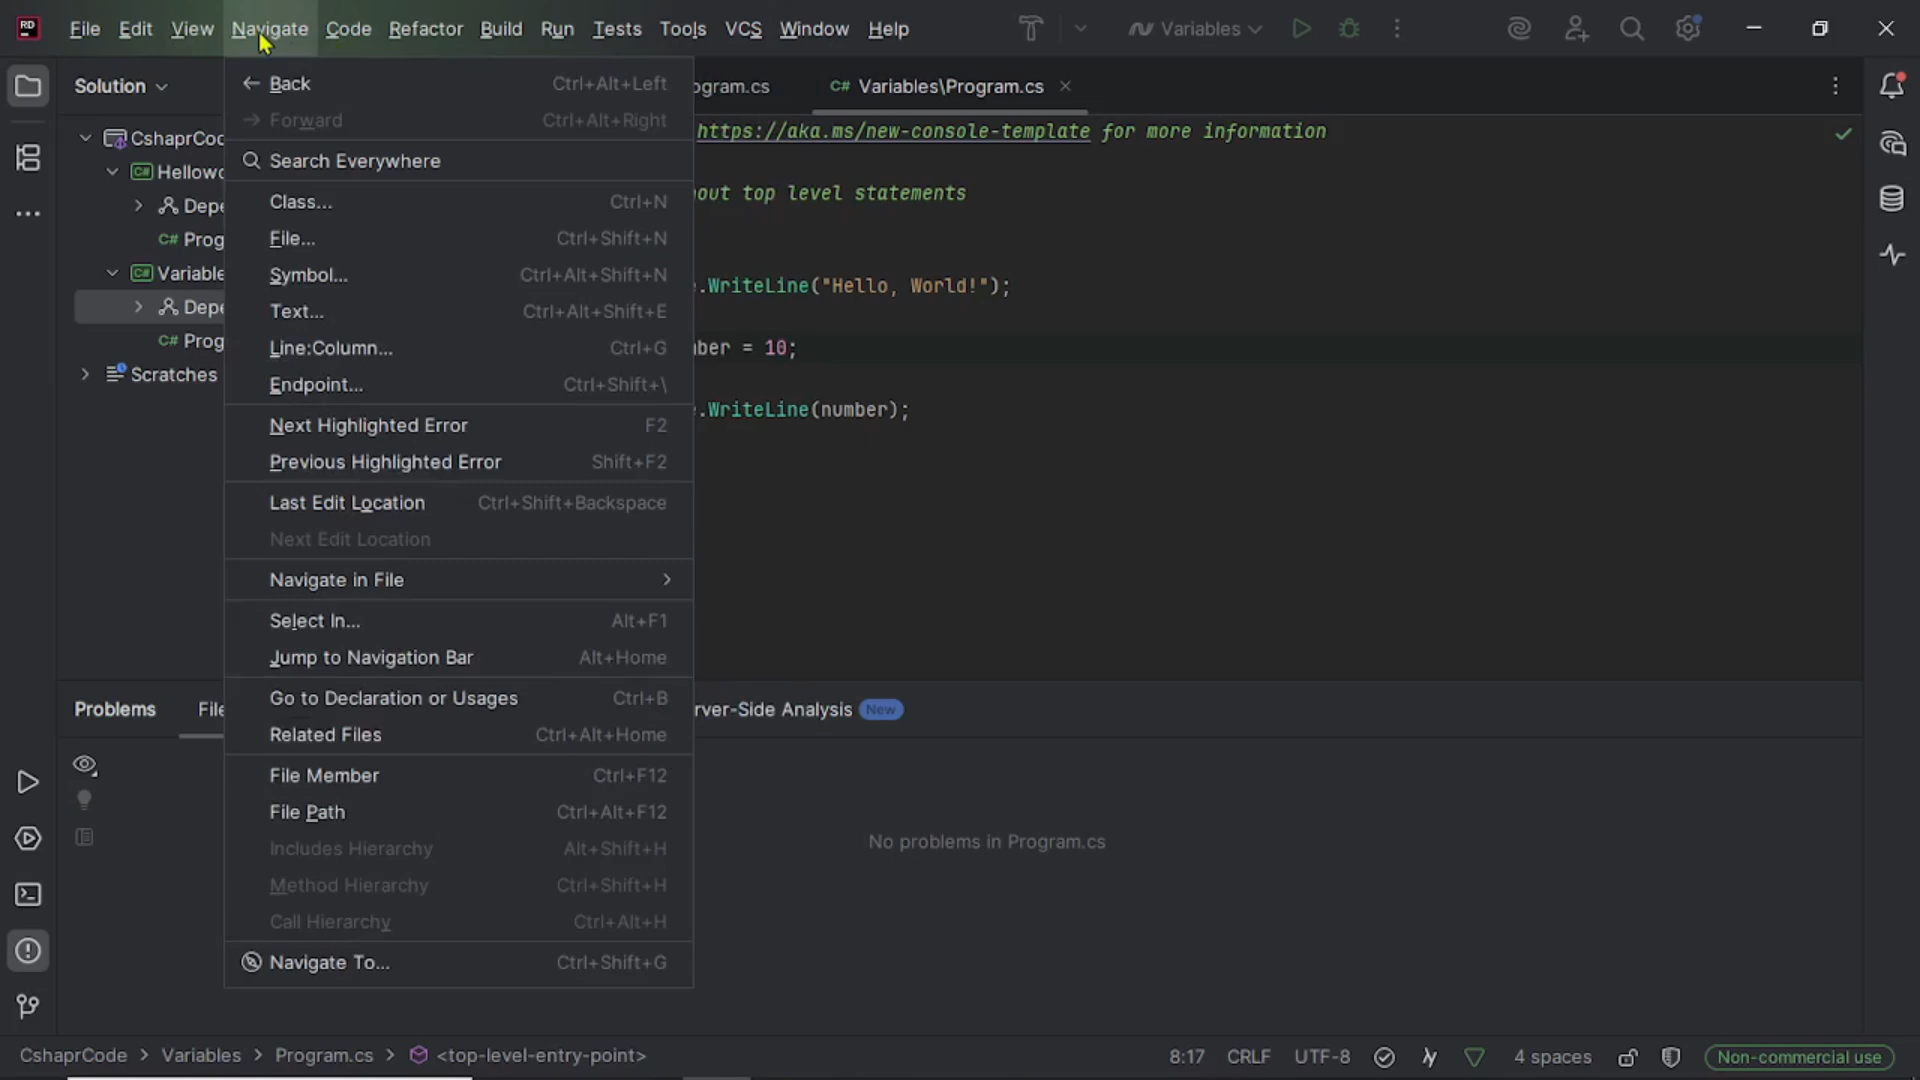 RD File Edit View Navigate Code Refactor Build Run Tests Tools VCS Window Help Variables
Solution
ogram.cs C# Variables\Program.cs
Back Ctrl+Alt+Left
Forward Ctrl+Alt+Right
Search Everywhere
Class... Ctrl+N
File... Ctrl+Shift+N
Symbol... Ctrl+Alt+Shift+N
Text... Ctrl+Alt+Shift+E
Line:Column... Ctrl+G
Endpoint... Ctrl+Shift+\
Next Highlighted Error F2
Previous Highlighted Error Shift+F2
Last Edit Location Ctrl+Shift+Backspace
Next Edit Location
Navigate in File
Select In... Alt+F1
Jump to Navigation Bar Alt+Home
Go to Declaration or Usages Ctrl+B
Related Files Ctrl+Alt+Home
File Member Ctrl+F12
File Path Ctrl+Alt+F12
Includes Hierarchy Alt+Shift+H
Method Hierarchy Ctrl+Shift+H
Call Hierarchy Ctrl+Alt+H
Navigate To... Ctrl+Shift+G
CshaprCod
C# Hellowo
Depe
C# Prog
C# Variable
Depe
C# Prog
Scratches
https://aka.ms/new-console-template for more information
out top level statements
.WriteLine("Hello, World!");
ber = 10;
.WriteLine(number);
Problems File rver-Side Analysis New
No problems in Program.cs
CshaprCode > Variables > Program.cs > <top-level-entry-point> 8:17 CRLF UTF-8 4 spaces Non-commercial use